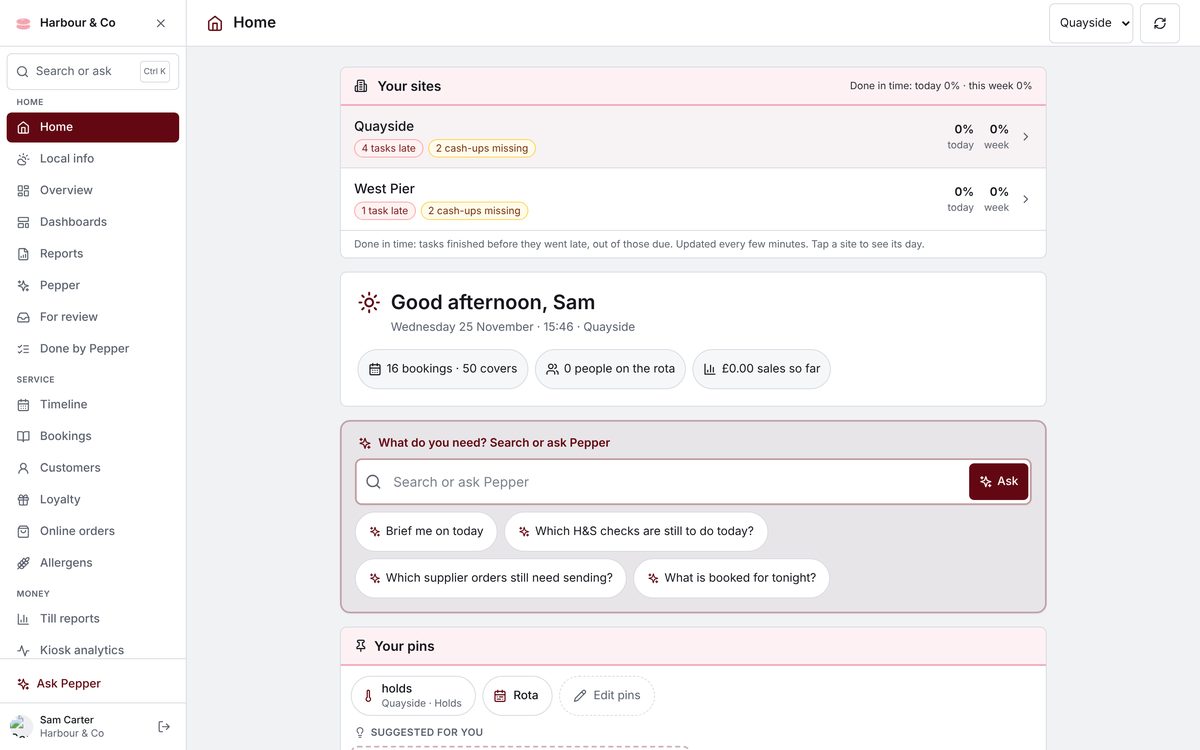 Harbour & Co
Search or ask
Ctrl K
HOME
Home
Local info
Overview
Dashboards
Reports
Pepper
For review
Done by Pepper
SERVICE
Timeline
Bookings
Customers
Loyalty
Online orders
Allergens
MONEY
Till reports
Kiosk analytics
Ask Pepper
Sam Carter
Harbour & Co
Home
Quayside
Your sites
Done in time: today 0% · this week 0%
Quayside
4 tasks late
2 cash-ups missing
0% 0%
today week
West Pier
1 task late
2 cash-ups missing
0% 0%
today week
Done in time: tasks finished before they went late, out of those due. Updated every few minutes. Tap a site to see its day.
Good afternoon, Sam
Wednesday 25 November · 15:46 · Quayside
16 bookings · 50 covers
0 people on the rota
£0.00 sales so far
What do you need? Search or ask Pepper
Search or ask Pepper
Ask
Brief me on today
Which H&S checks are still to do today?
Which supplier orders still need sending?
What is booked for tonight?
Your pins
holds
Quayside · Holds
Rota
Edit pins
SUGGESTED FOR YOU